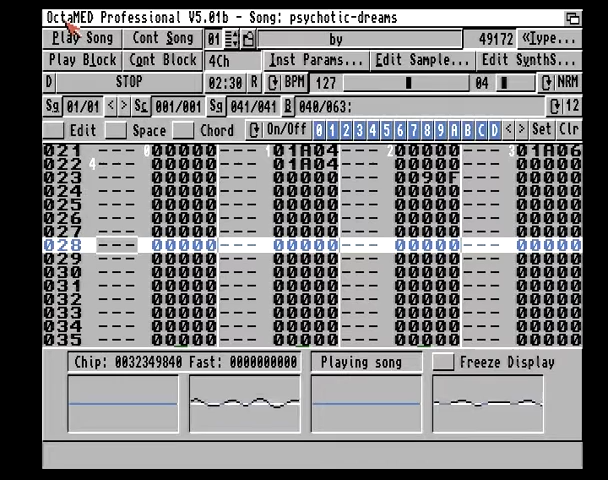 OctaMED Professional V5.01b - Song: psychotic-dreams
Play Song Cont Song 01 by 49172 «Type...
Play Block Cont Block 4Ch Inst Params... Edit Sample... Edit SynthS...
D STOP 02:30 R BPM 127 04 NRM
Sg 01/01 < > Sc 001/001 Sg 041/041 B 040/063: 12
Edit Space Chord On/Off 0 1 2 3 4 5 6 7 8 9 A B C D < > Set Clr
021 --- 0 00000 --- 1 01A04 --- 2 00000 --- 3 01A06
022 4 --- 00000 --- 01A04 --- 00000 --- 00000
023 --- 00000 --- 00000 --- 0090F --- 00000
024 --- 00000 --- 00000 --- 00000 --- 00000
025 --- 00000 --- 00000 --- 00000 --- 00000
026 --- 00000 --- 00000 --- 00000 --- 00000
027 --- 00000 --- 00000 --- 00000 --- 00000
028 --- 00000 --- 00000 --- 00000 --- 00000
029 --- 00000 --- 00000 --- 00000 --- 00000
030 --- 00000 --- 00000 --- 00000 --- 00000
031 --- 00000 --- 00000 --- 00000 --- 00000
032 --- 00000 --- 00000 --- 00000 --- 00000
033 --- 00000 --- 00000 --- 00000 --- 00000
034 --- 00000 --- 00000 --- 00000 --- 00000
035 --- 00000 --- 00000 --- 00000 --- 00000
Chip: 0032349840 Fast: 0000000000 Playing song Freeze Display